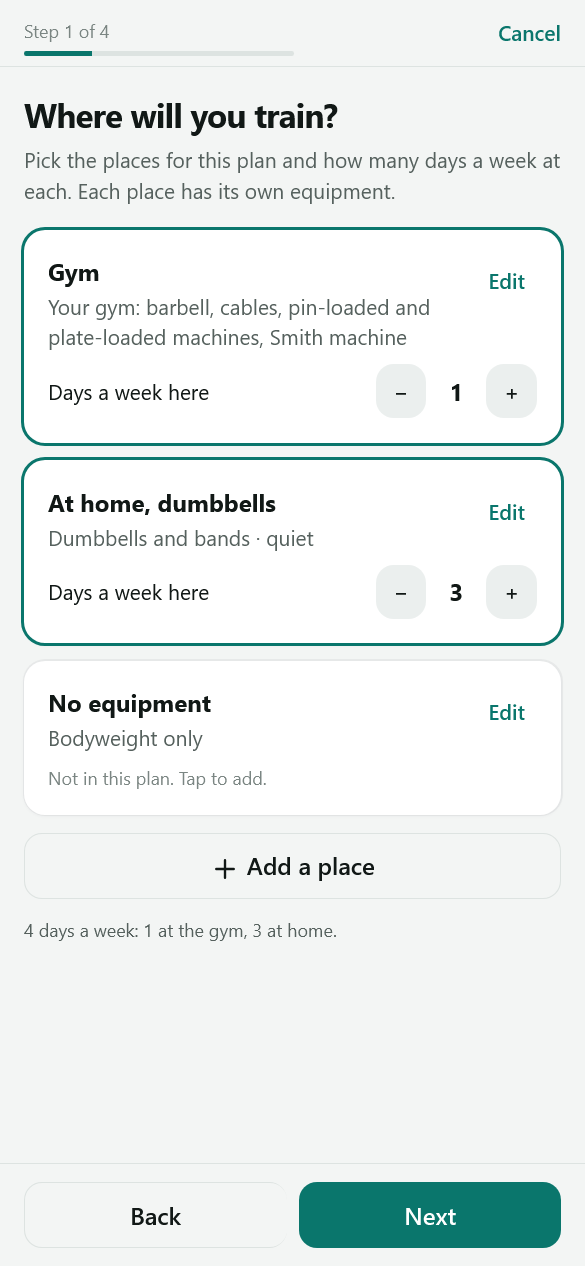 Step 1 of 4
Cancel
Where will you train?
Pick the places for this plan and how many days a week at
each. Each place has its own equipment.
Gym
Edit
Your gym: barbell, cables, pin-loaded and
plate-loaded machines, Smith machine
Days a week here
− 1 +
At home, dumbbells
Edit
Dumbbells and bands · quiet
Days a week here
− 3 +
No equipment
Edit
Bodyweight only
Not in this plan. Tap to add.
+ Add a place
4 days a week: 1 at the gym, 3 at home.
Back
Next